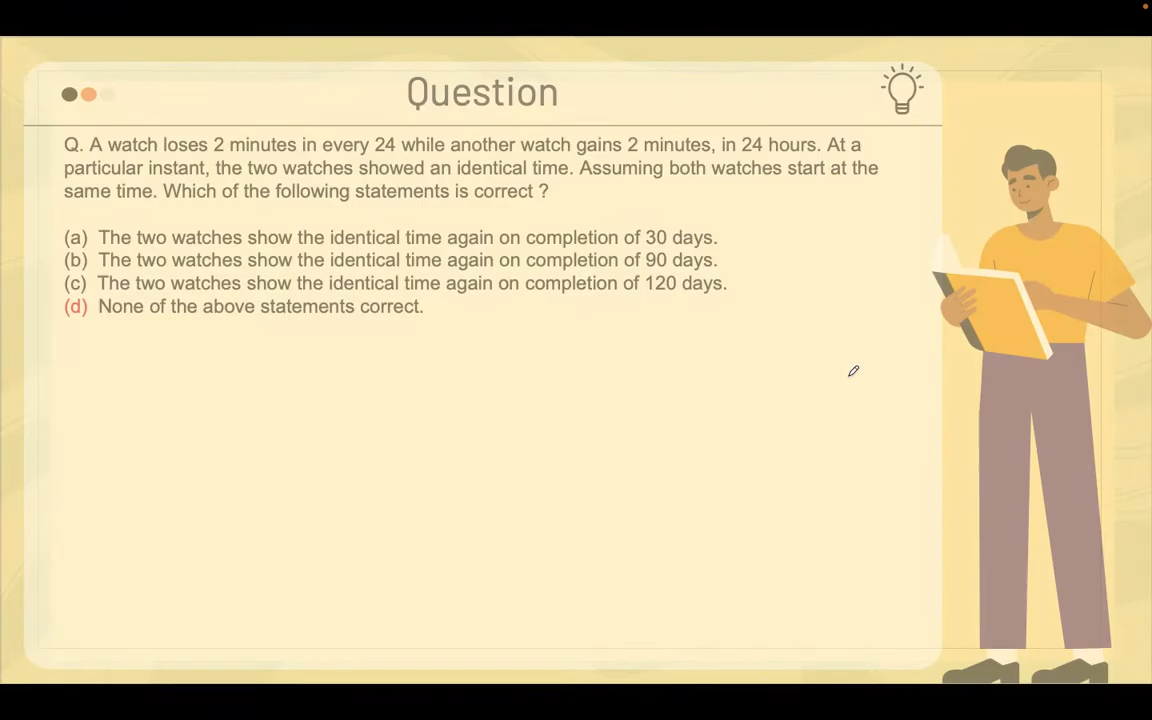 Question
Q. A watch loses 2 minutes in every 24 while another watch gains 2 minutes, in 24 hours. At a
particular instant, the two watches showed an identical time. Assuming both watches start at the
same time. Which of the following statements is correct ?
(a) The two watches show the identical time again on completion of 30 days.
(b) The two watches show the identical time again on completion of 90 days.
(c) The two watches show the identical time again on completion of 120 days.
(d) None of the above statements correct.